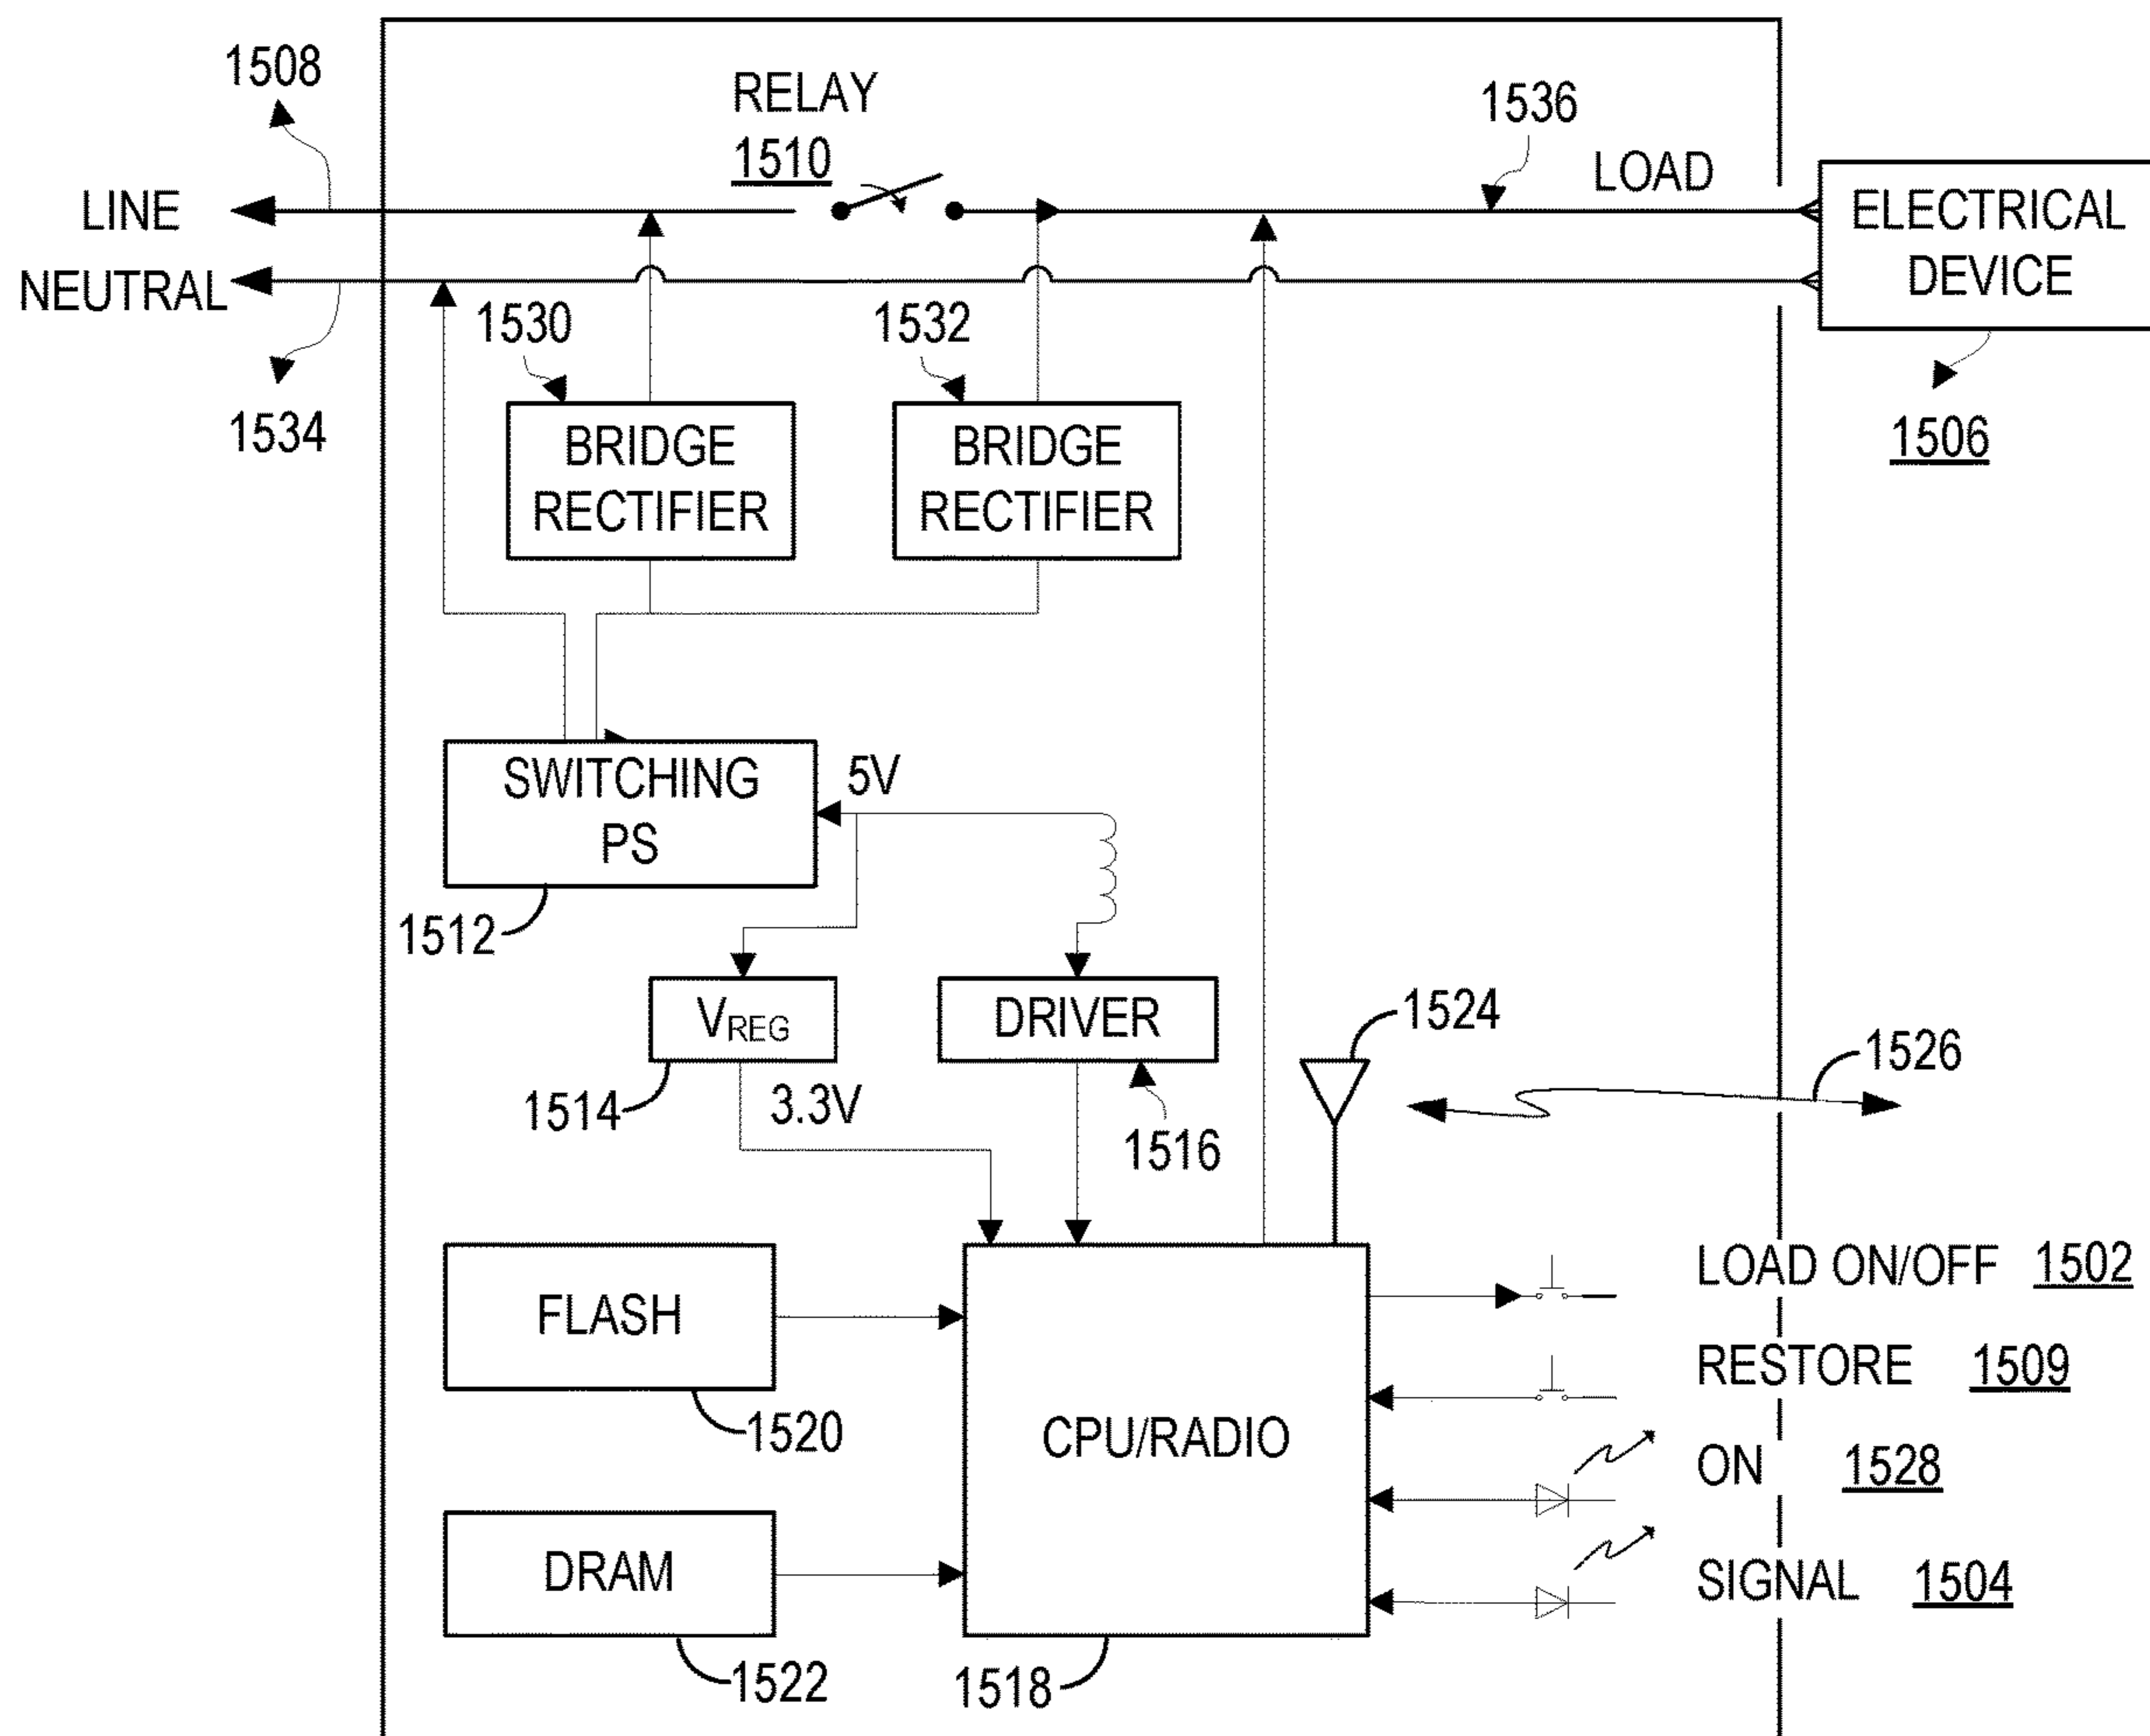 1508
RELAY
1510
1536
LOAD
LINE
NEUTRAL
ELECTRICAL
DEVICE
1530
1532
1534
1506
BRIDGE
RECTIFIER
BRIDGE
RECTIFIER
SWITCHING
PS
5V
1512
VREG
DRIVER
1524
1526
1514
3.3V
1516
FLASH
LOAD ON/OFF 1502
RESTORE 1509
1520
CPU/RADIO
ON 1528
DRAM
SIGNAL 1504
1522
1518